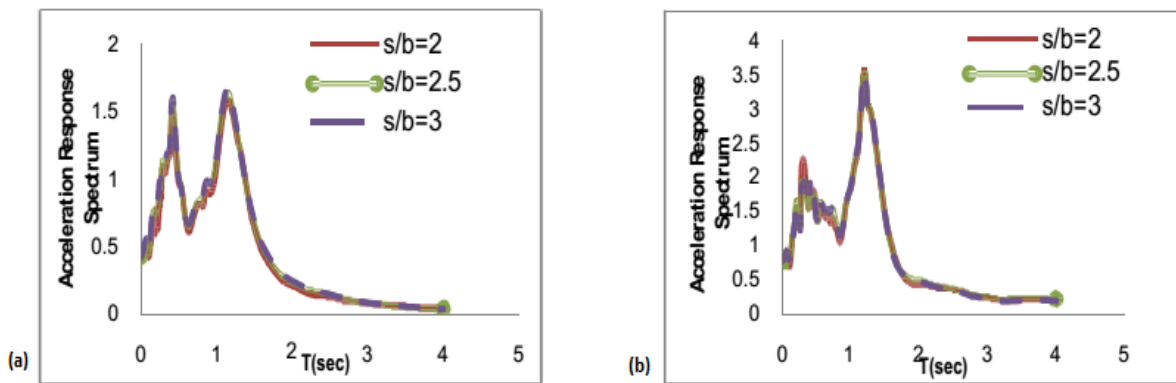 2
1.5
1
0.5
0
Acceleration Response
Spectrum
s/b=2
s/b=2.5
s/b=3
0 1 2 3 4 5
T(sec)
(a)
4
3.5
3
2.5
2
1.5
1
0.5
0
Acceleration Response
Spectrum
s/b=2
s/b=2.5
s/b=3
0 1 2 3 4 5
T(sec)
(b)